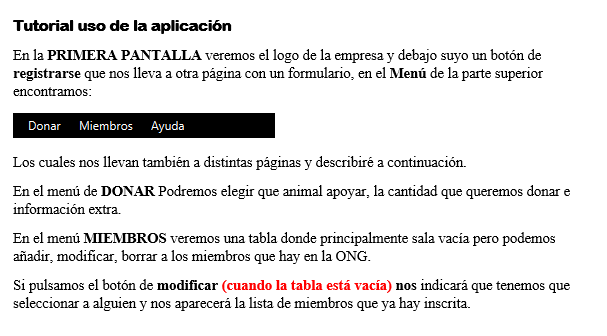 Tutorial uso de la aplicación
En la PRIMERA PANTALLA veremos el logo de la empresa y debajo suyo un botón de
registrarse que nos lleva a otra página con un formulario, en el Menú de la parte superior
encontramos:
Donar Miembros Ayuda
Los cuales nos llevan también a distintas páginas y describiré a continuación.
En el menú de DONAR Podremos elegir que animal apoyar, la cantidad que queremos donar e
información extra.
En el menú MIEMBROS veremos una tabla donde principalmente sala vacía pero podemos
añadir, modificar, borrar a los miembros que hay en la ONG.
Si pulsamos el botón de modificar (cuando la tabla está vacía) nos indicará que tenemos que
seleccionar a alguien y nos aparecerá la lista de miembros que ya hay inscrita.